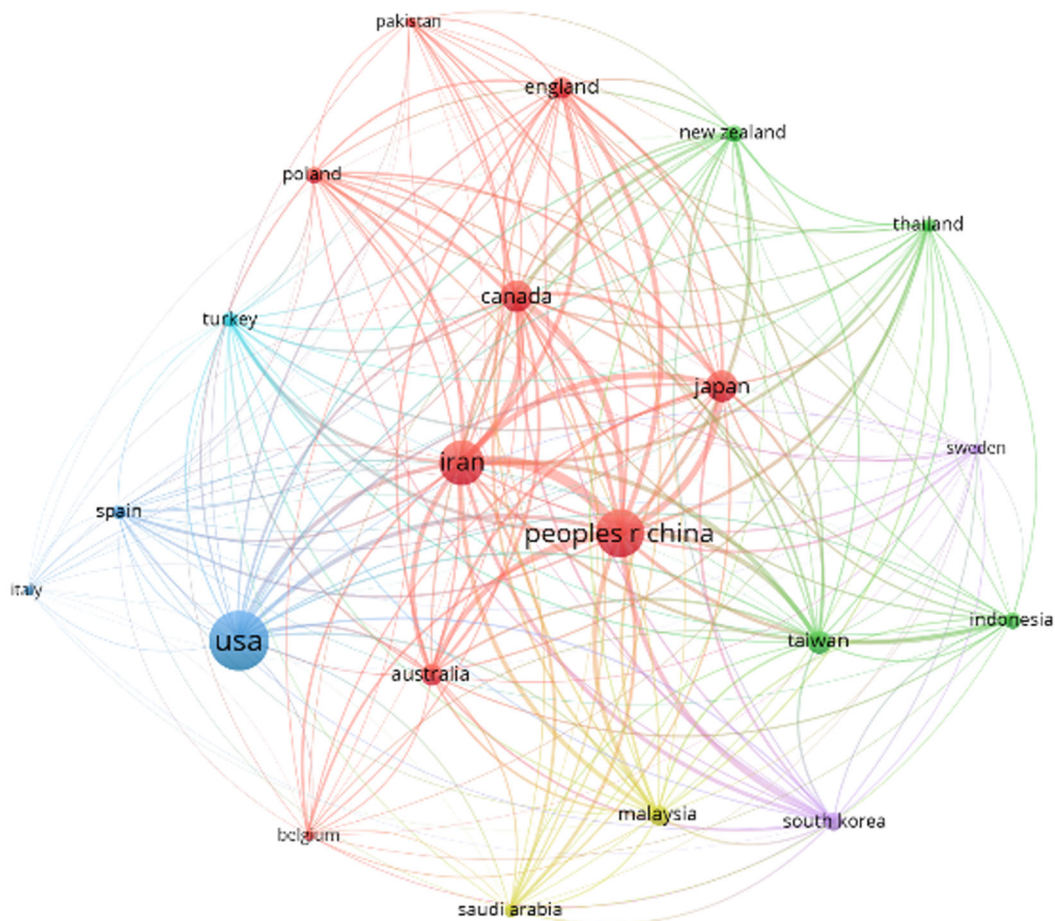 pakistan
england
new zealand
poland
thailand
canada
turkey
japan
sweden
iran
spain
peoples r china
italy
indonesia
usa
taiwan
australia
malaysia
south korea
belgium
saudi arabia